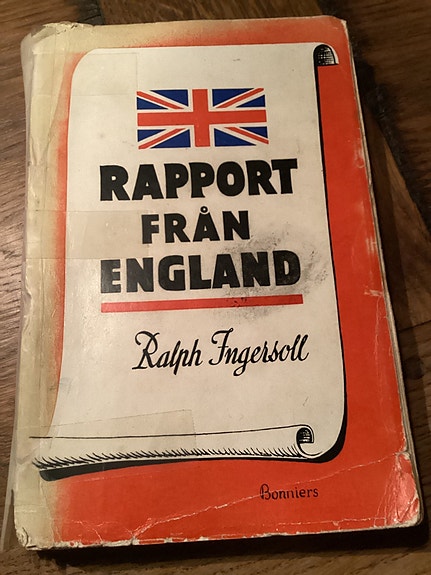 RAPPORT
FRÅN
ENGLAND
Ralph Ingersoll
Bonniers